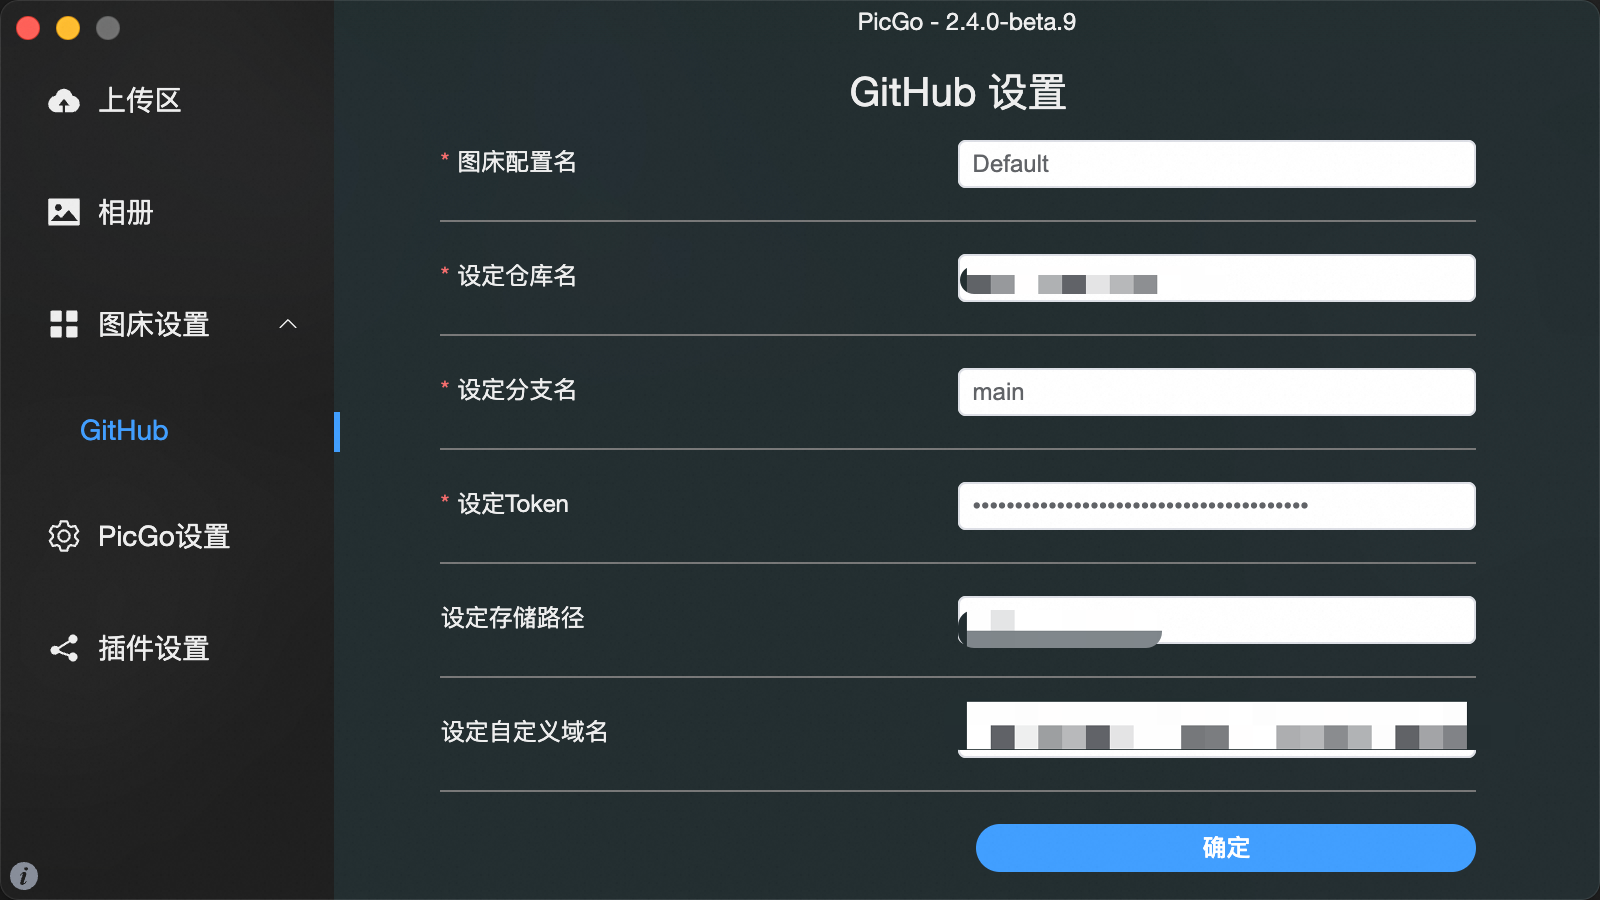 PicGo - 2.4.0-beta.9
上传区
相册
图床设置
GitHub
PicGo设置
插件设置
GitHub 设置
* 图床配置名
Default
* 设定仓库名
* 设定分支名
main
* 设定Token
设定存储路径
设定自定义域名
确定